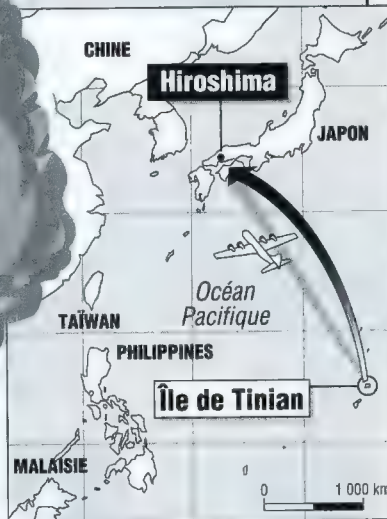 CHINE
Hiroshima
JAPON
Océan
Pacifique
TAÏWAN
PHILIPPINES
Île de Tinian
MALAISIE
0 1 000 km